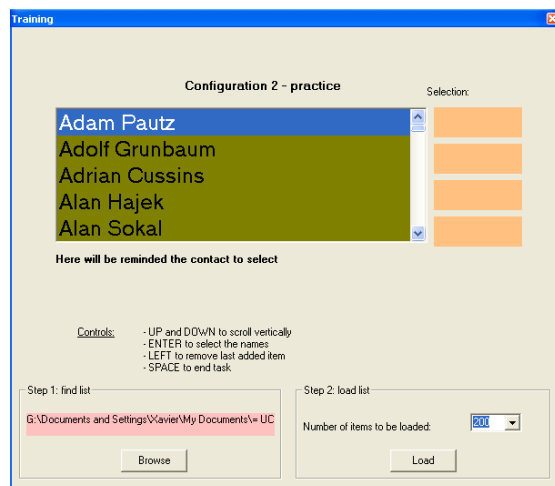 Training
Configuration 2 - practice
Selection:
Adam Pautz
Adolf Grunbaum
Adrian Cussins
Alan Hajek
Alan Sokal
Here will be reminded the contact to select
Controls:
- UP and DOWN to scroll vertically
- ENTER to select the names
- LEFT to remove last added item
- SPACE to end task
Step 1: find list
G:\Documents and Settings\Xavier\My Documents\= UC
Browse
Step 2: load list
Number of items to be loaded:
200
Load